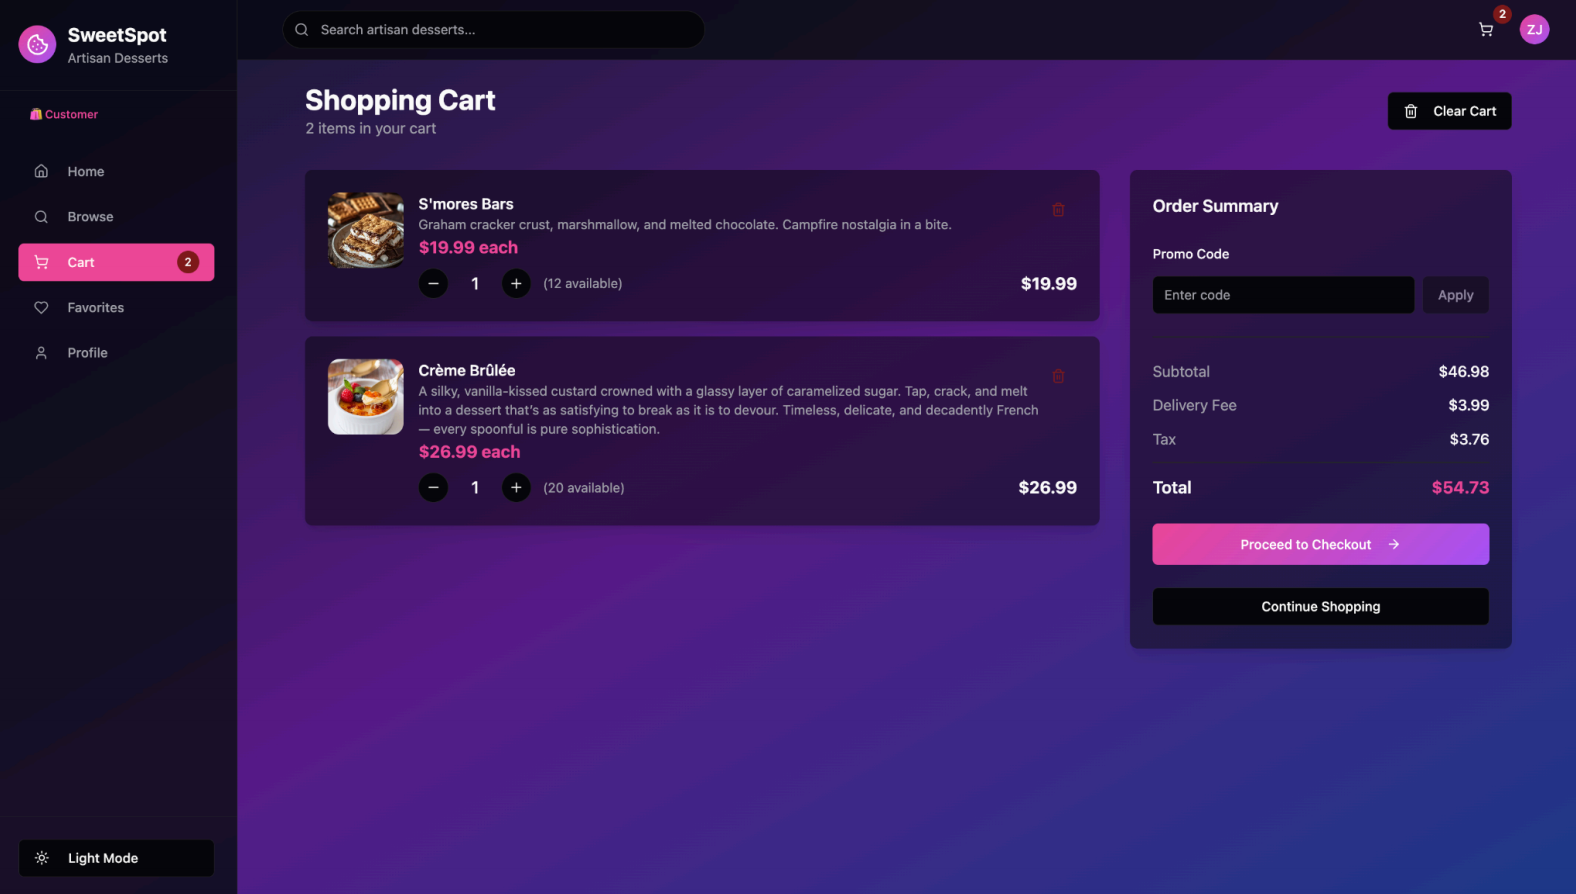 SweetSpot
Artisan Desserts
Customer
Home
Browse
Cart 2
Favorites
Profile
Light Mode
Search artisan desserts...
2
ZJ
Shopping Cart
2 items in your cart
Clear Cart
S'mores Bars
Graham cracker crust, marshmallow, and melted chocolate. Campfire nostalgia in a bite.
$19.99 each
1 (12 available) $19.99
Crème Brûlée
A silky, vanilla-kissed custard crowned with a glassy layer of caramelized sugar. Tap, crack, and melt
into a dessert that’s as satisfying to break as it is to devour. Timeless, delicate, and decadently French
— every spoonful is pure sophistication.
$26.99 each
1 (20 available) $26.99
Order Summary
Promo Code
Enter code Apply
Subtotal $46.98
Delivery Fee $3.99
Tax $3.76
Total $54.73
Proceed to Checkout →
Continue Shopping